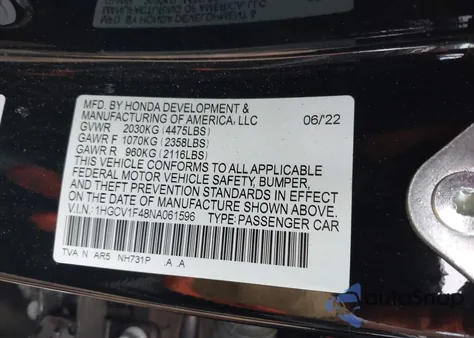 MFD. BY HONDA DEVELOPMENT &
MANUFACTURING OF AMERICA, LLC 06/22
GVWR 2030KG (4475LBS)
GAWR F 1070KG (2358LBS)
GAWR R 960KG (2116LBS)
THIS VEHICLE CONFORMS TO ALL APPLICABLE
FEDERAL MOTOR VEHICLE SAFETY, BUMPER,
AND THEFT PREVENTION STANDARDS IN EFFECT
ON THE DATE OF MANUFACTURE SHOWN ABOVE.
V.I.N.: 1HGCV1F48NA061596 TYPE: PASSENGER CAR
TVA N AR5 NH731P .A .A
autoSnap